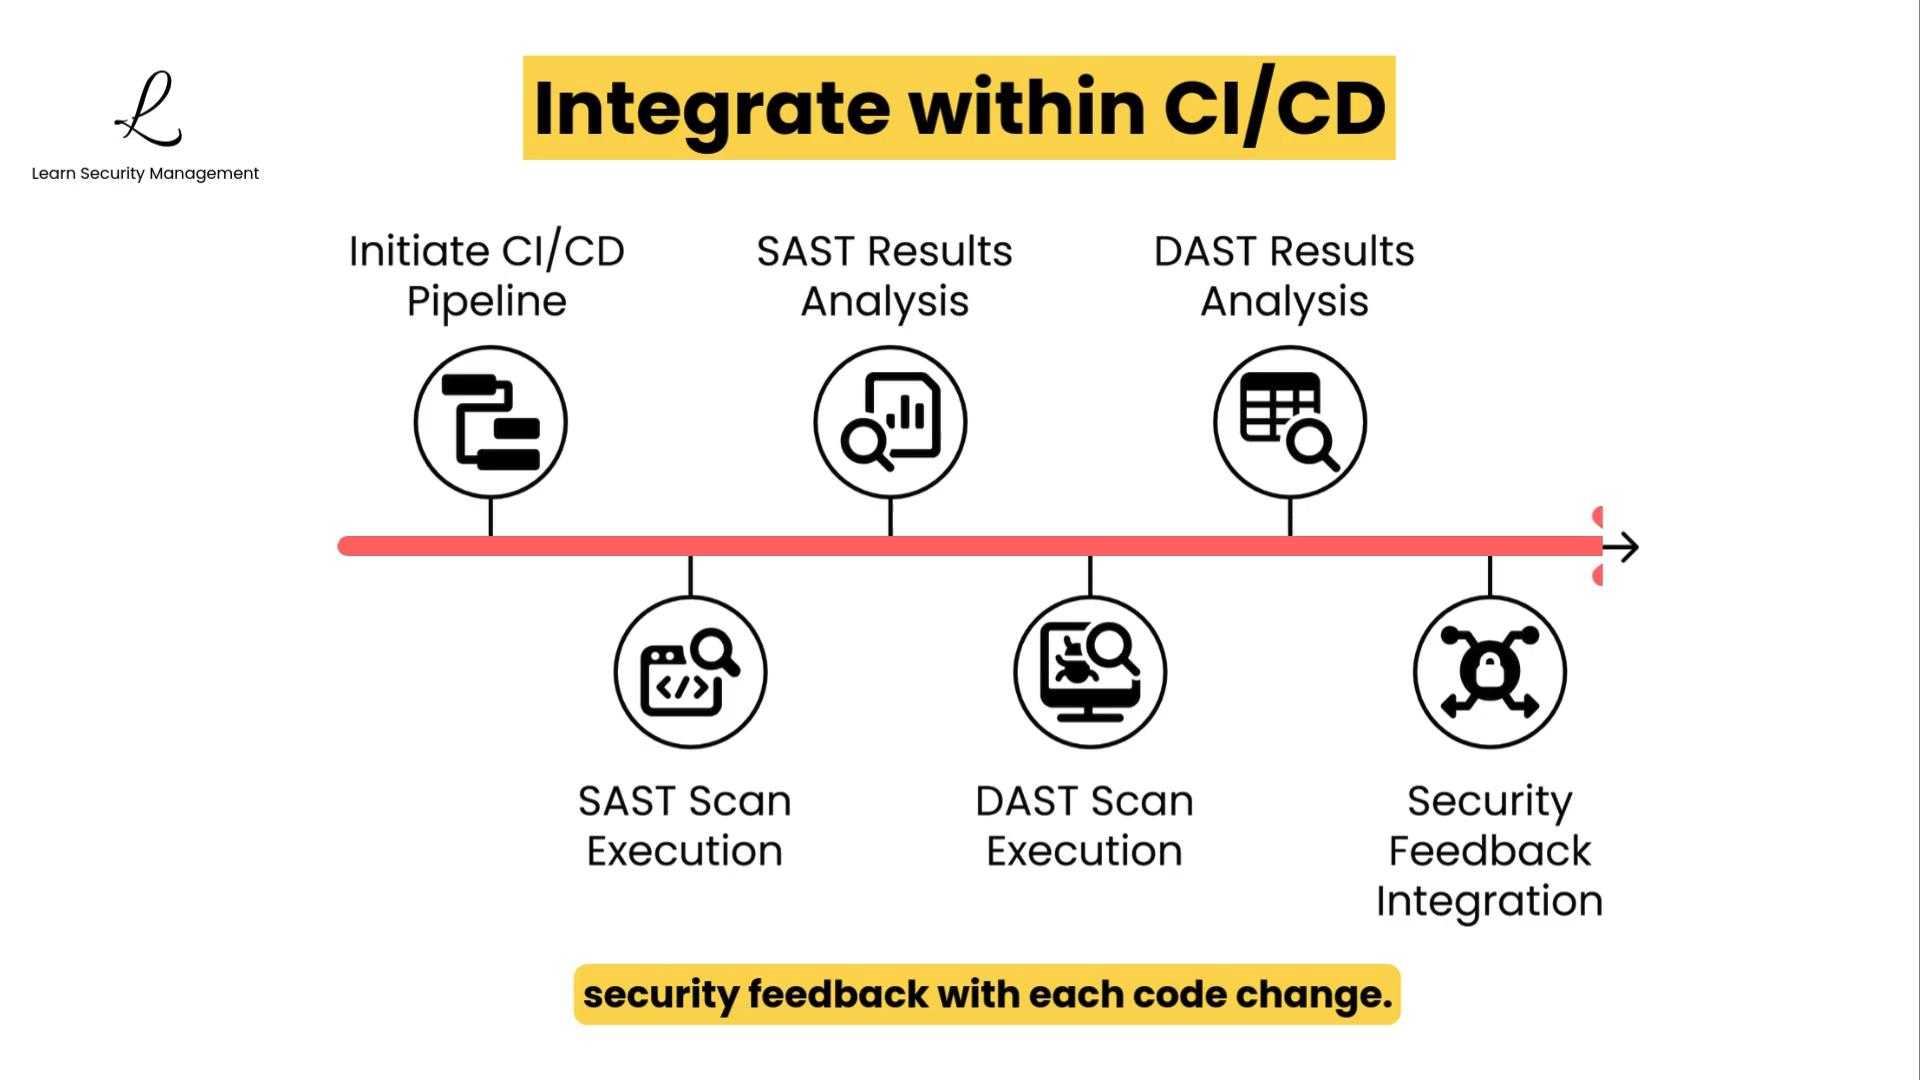 Integrate within CI/CD
L
Learn Security Management
Initiate CI/CD
Pipeline
SAST Results
Analysis
DAST Results
Analysis
</>
SAST Scan
Execution
DAST Scan
Execution
Security
Feedback
Integration
security feedback with each code change.